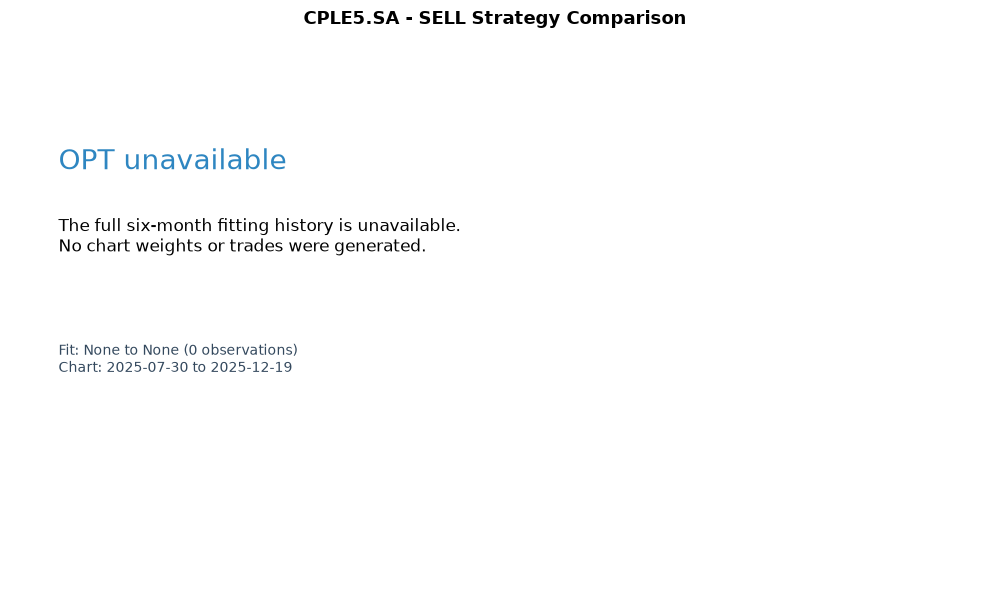 CPLE5.SA - SELL Strategy Comparison
OPT unavailable
The full six-month fitting history is unavailable.
No chart weights or trades were generated.
Fit: None to None (0 observations)
Chart: 2025-07-30 to 2025-12-19